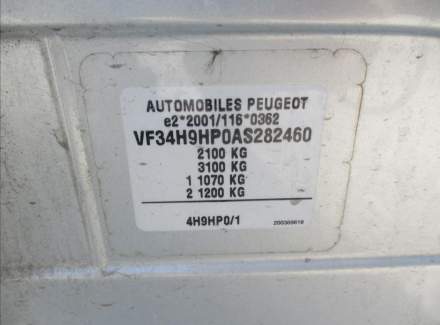 AUTOMOBILES PEUGEOT
e2*2001/116*0362
VF34H9HP0AS282460
2100 KG
3100 KG
1 1070 KG
2 1200 KG
4H9HP0/1